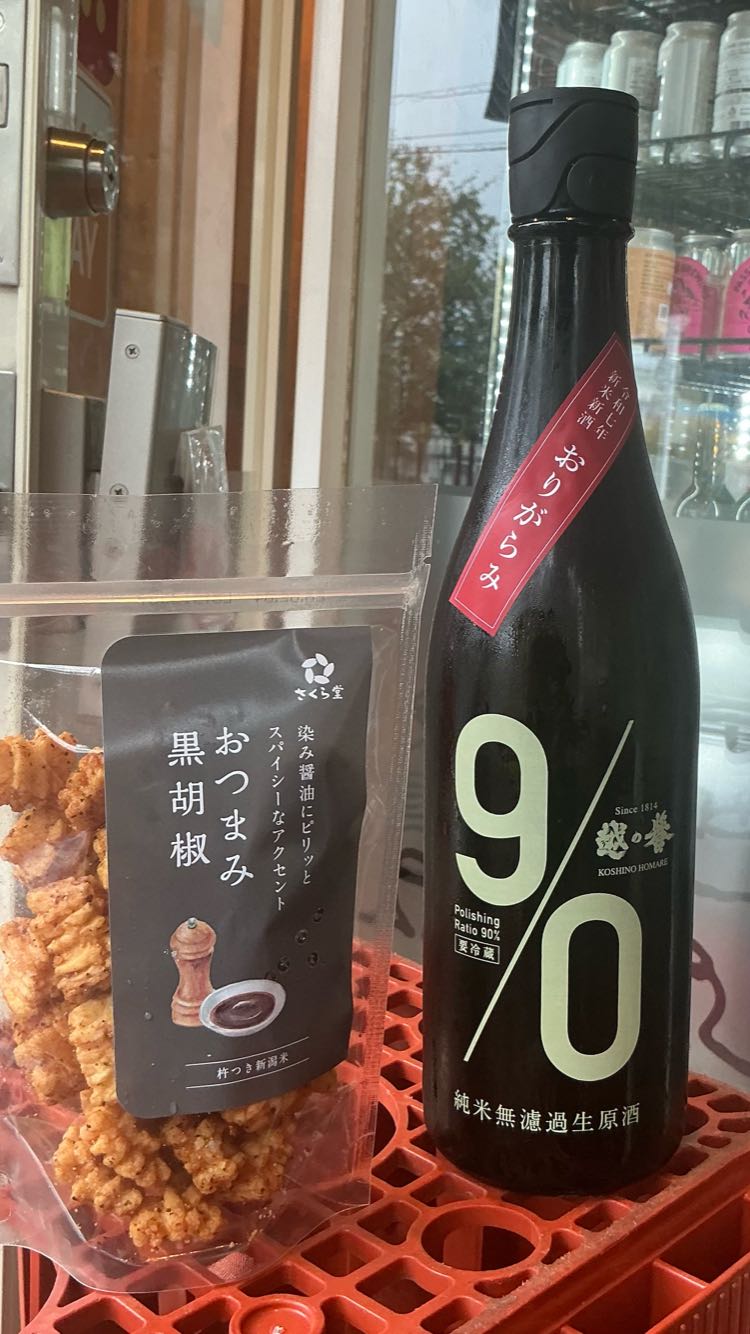 さくら堂
染み醤油にピリッと
スパイシーなアクセント
おつまみ
黒胡椒
杵つき新潟米
令和七年
新米新酒
おりがらみ
9/0
Since 1814
越の誉
KOSHINO HOMARE
Polishing
Ratio 90%
要冷蔵
純米無濾過生原酒
AY